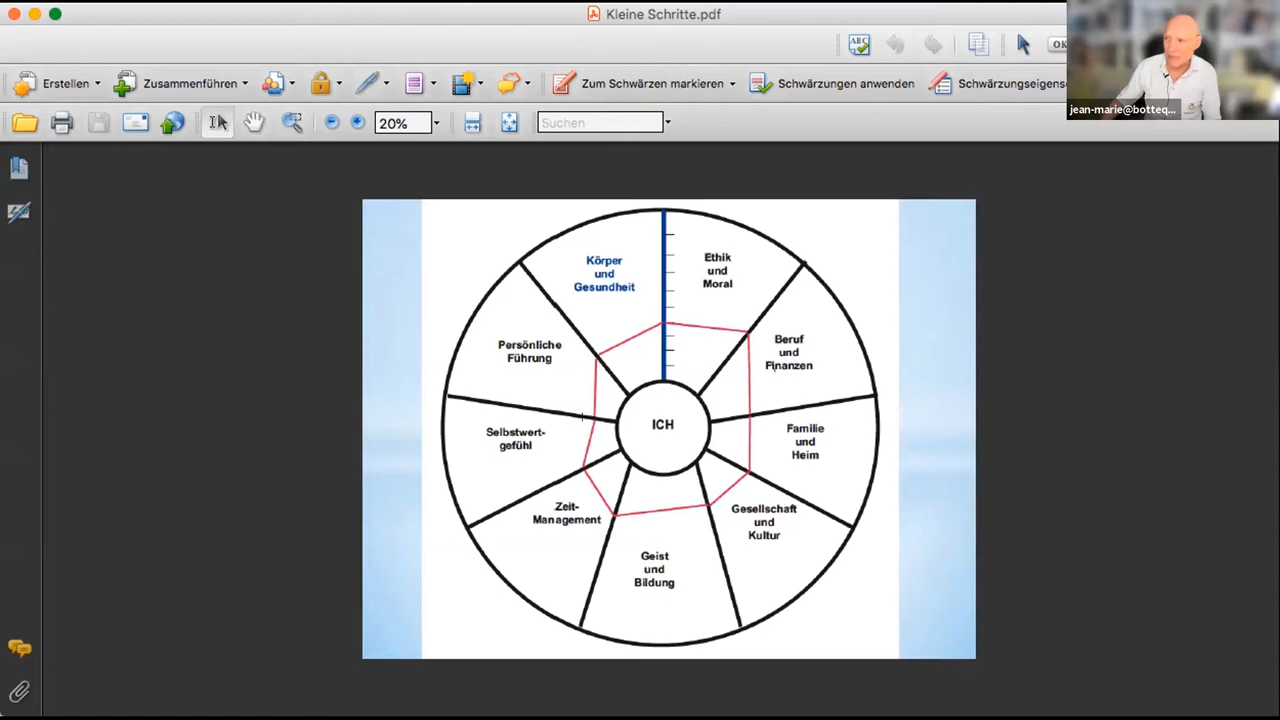 Kleine Schritte.pdf
ABC
OK
jean-marie@botteq...
Erstellen
Zusammenführen
Zum Schwärzen markieren
Schwärzungen anwenden
Schwärzungseigens
20%
Suchen
Körper
und
Gesundheit
Ethik
und
Moral
Beruf
und
Finanzen
Familie
und
Heim
Gesellschaft
und
Kultur
Geist
und
Bildung
Zeit-
Management
Selbstwert-
gefühl
Persönliche
Führung
ICH